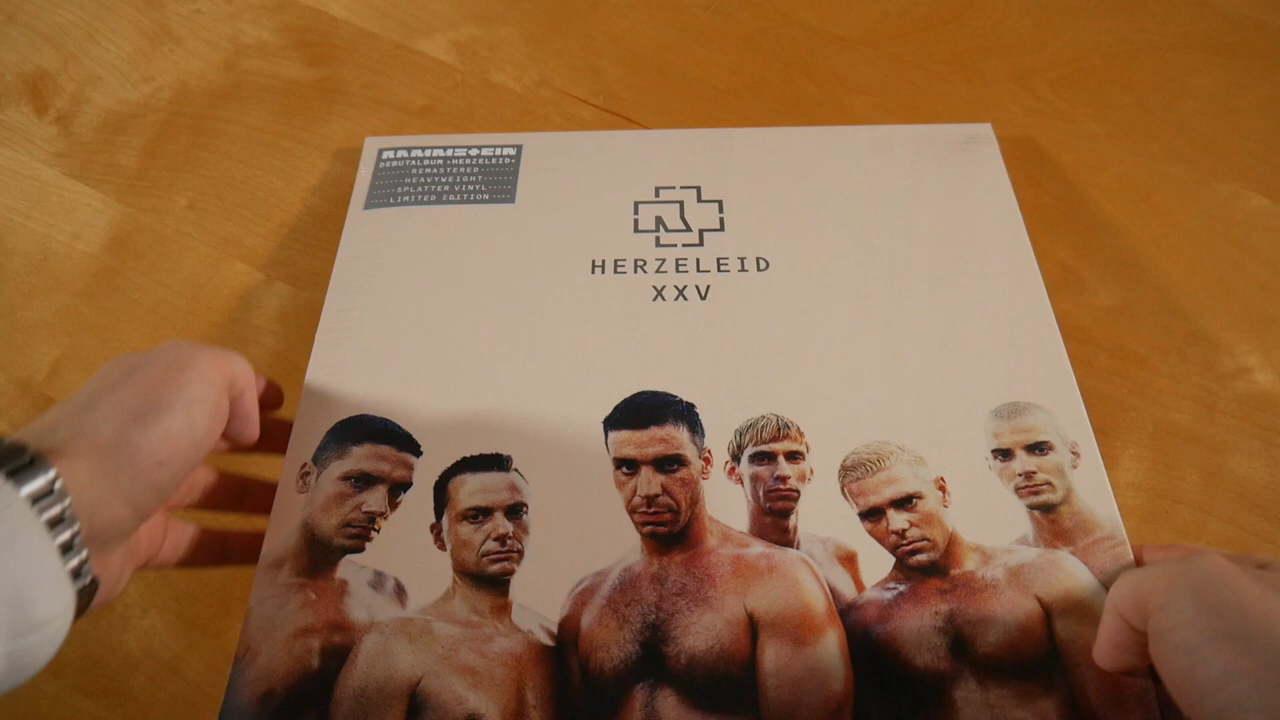 RAMMSTEIN
DEBUTALBUM »HERZELEID«
REMASTERED
HEAVYWEIGHT
SPLATTER VINYL
LIMITED EDITION
HERZELEID
XXV